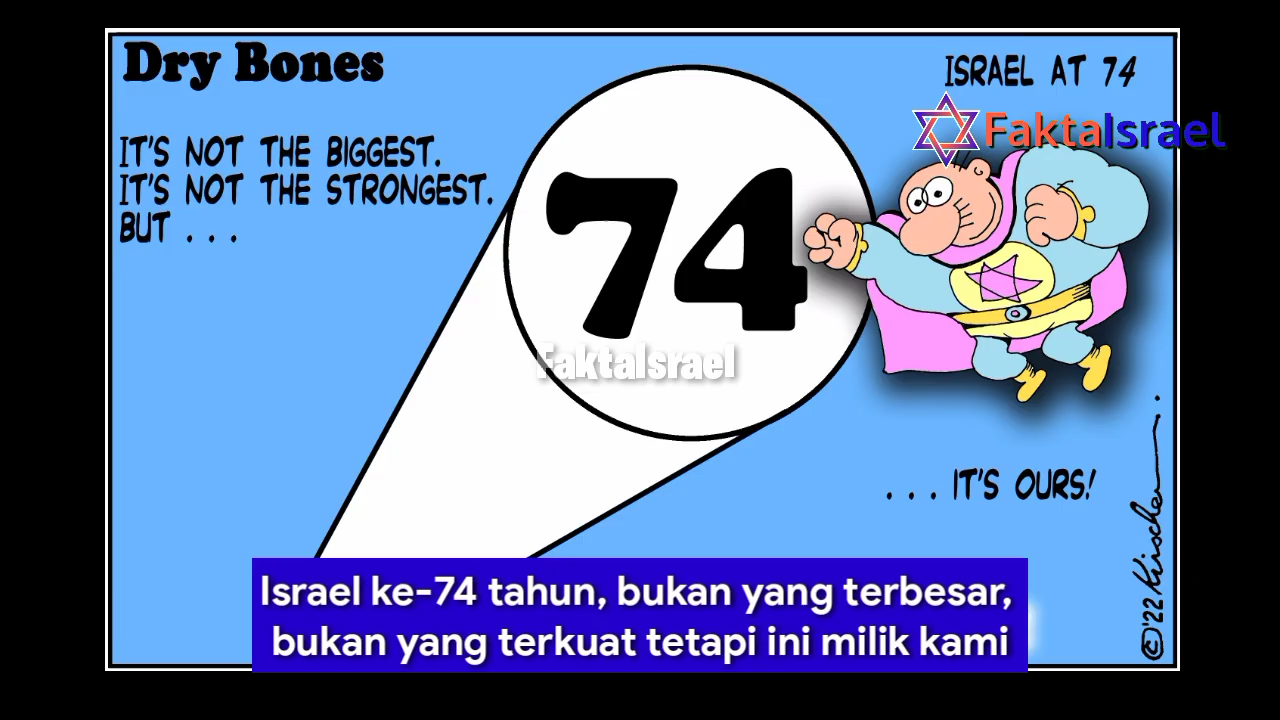 Dry Bones
ISRAEL AT 74
FaktaIsrael
IT'S NOT THE BIGGEST.
IT'S NOT THE STRONGEST.
BUT . . .
74
FaktaIsrael
. . . IT'S OURS!
©'22 Kirschen
Israel ke-74 tahun, bukan yang terbesar,
bukan yang terkuat tetapi ini milik kami